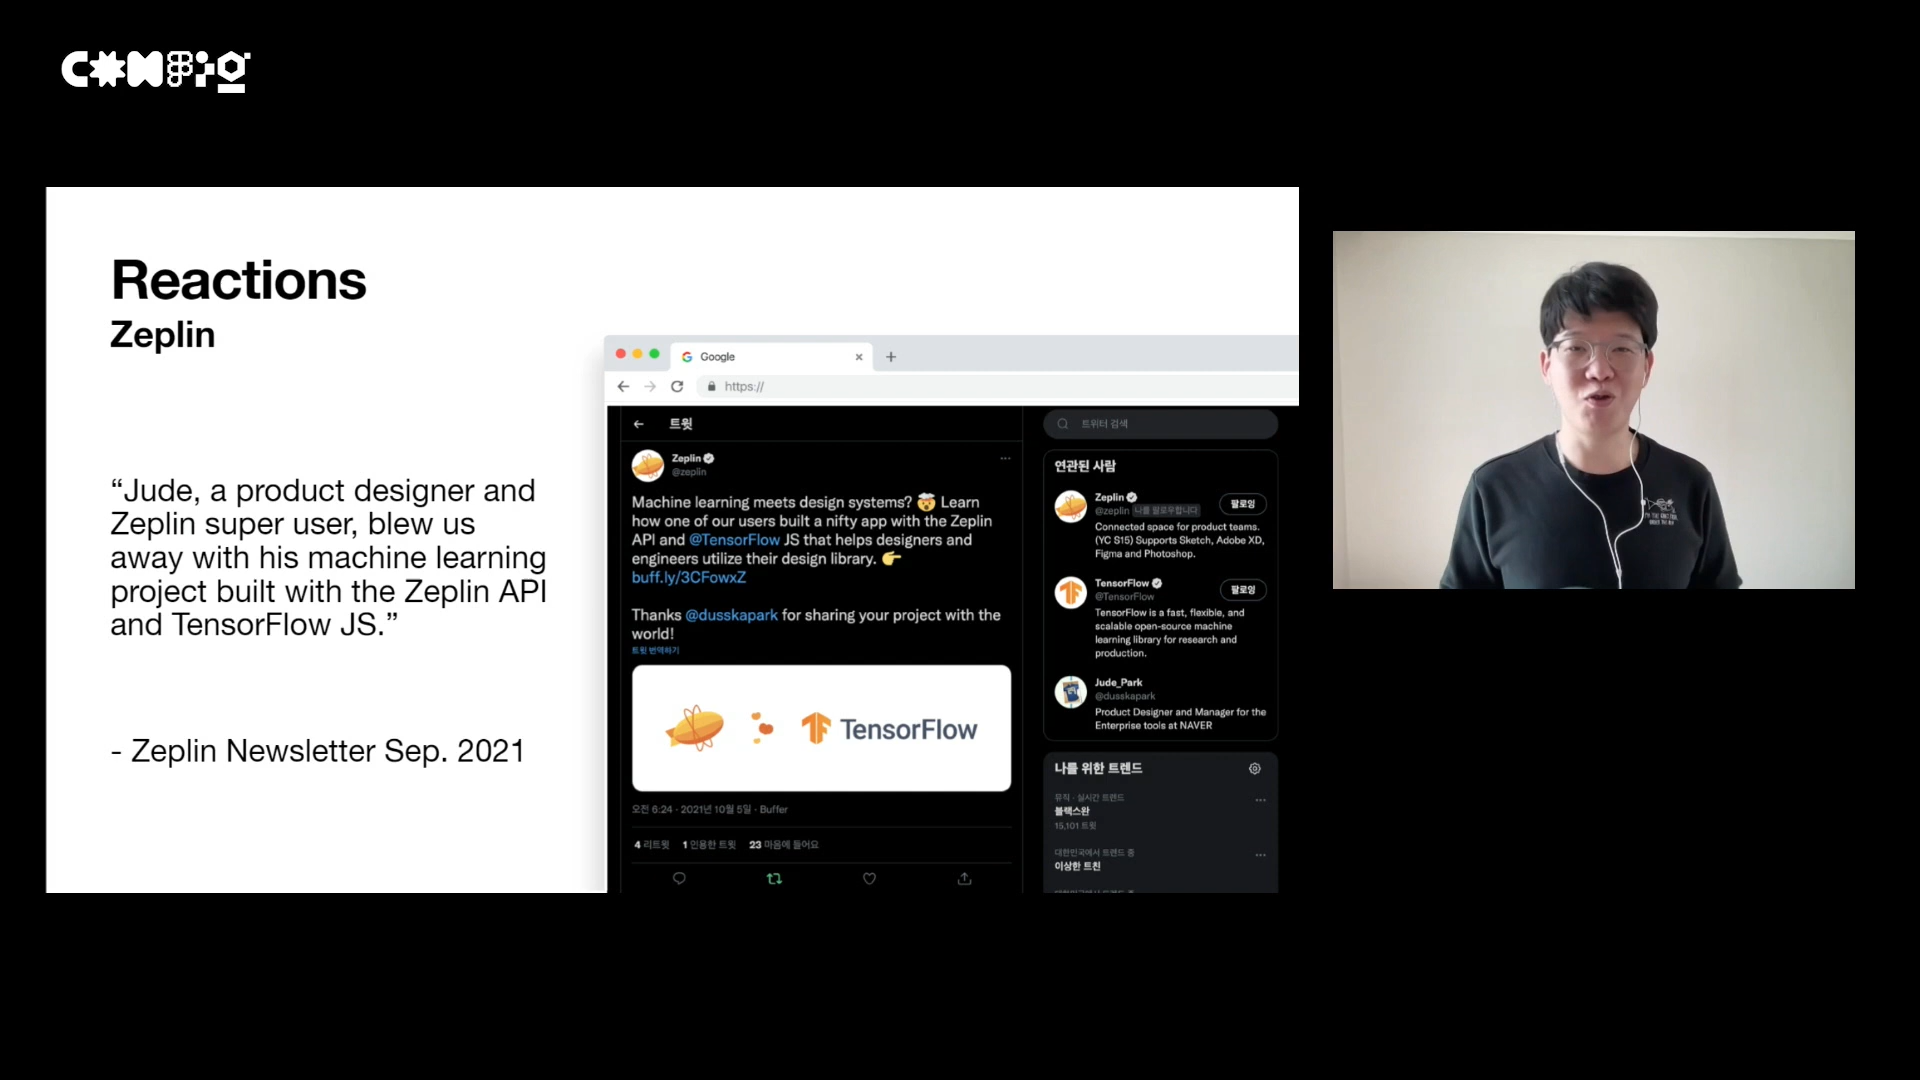 CONFIG
Reactions
Zeplin
“Jude, a product designer and
Zeplin super user, blew us
away with his machine learning
project built with the Zeplin API
and TensorFlow JS.”
- Zeplin Newsletter Sep. 2021
Google
https://
트윗
Zeplin
@zeplin
Machine learning meets design systems? 🤯 Learn
how one of our users built a nifty app with the Zeplin
API and @TensorFlow JS that helps designers and
engineers utilize their design library. 👉
buff.ly/3CFowxZ
Thanks @dusskapark for sharing your project with the
world!
트윗 번역하기
TensorFlow
오전 6:24 · 2021년 10월 5일 · Buffer
4 리트윗 1 인용한 트윗 23 마음에 들어요
트위터 검색
연관된 사람
Zeplin
@zeplin 나를 팔로우합니다
팔로잉
Connected space for product teams.
(YC S15) Supports Sketch, Adobe XD,
Figma and Photoshop.
TensorFlow
@TensorFlow
팔로잉
TensorFlow is a fast, flexible, and
scalable open-source machine
learning library for research and
production.
Jude_Park
@dusskapark
Product Designer and Manager for the
Enterprise tools at NAVER
나를 위한 트렌드
뮤직 · 실시간 트렌드
블랙스완
15,101 트윗
대한민국에서 트렌드 중
이상한 트친